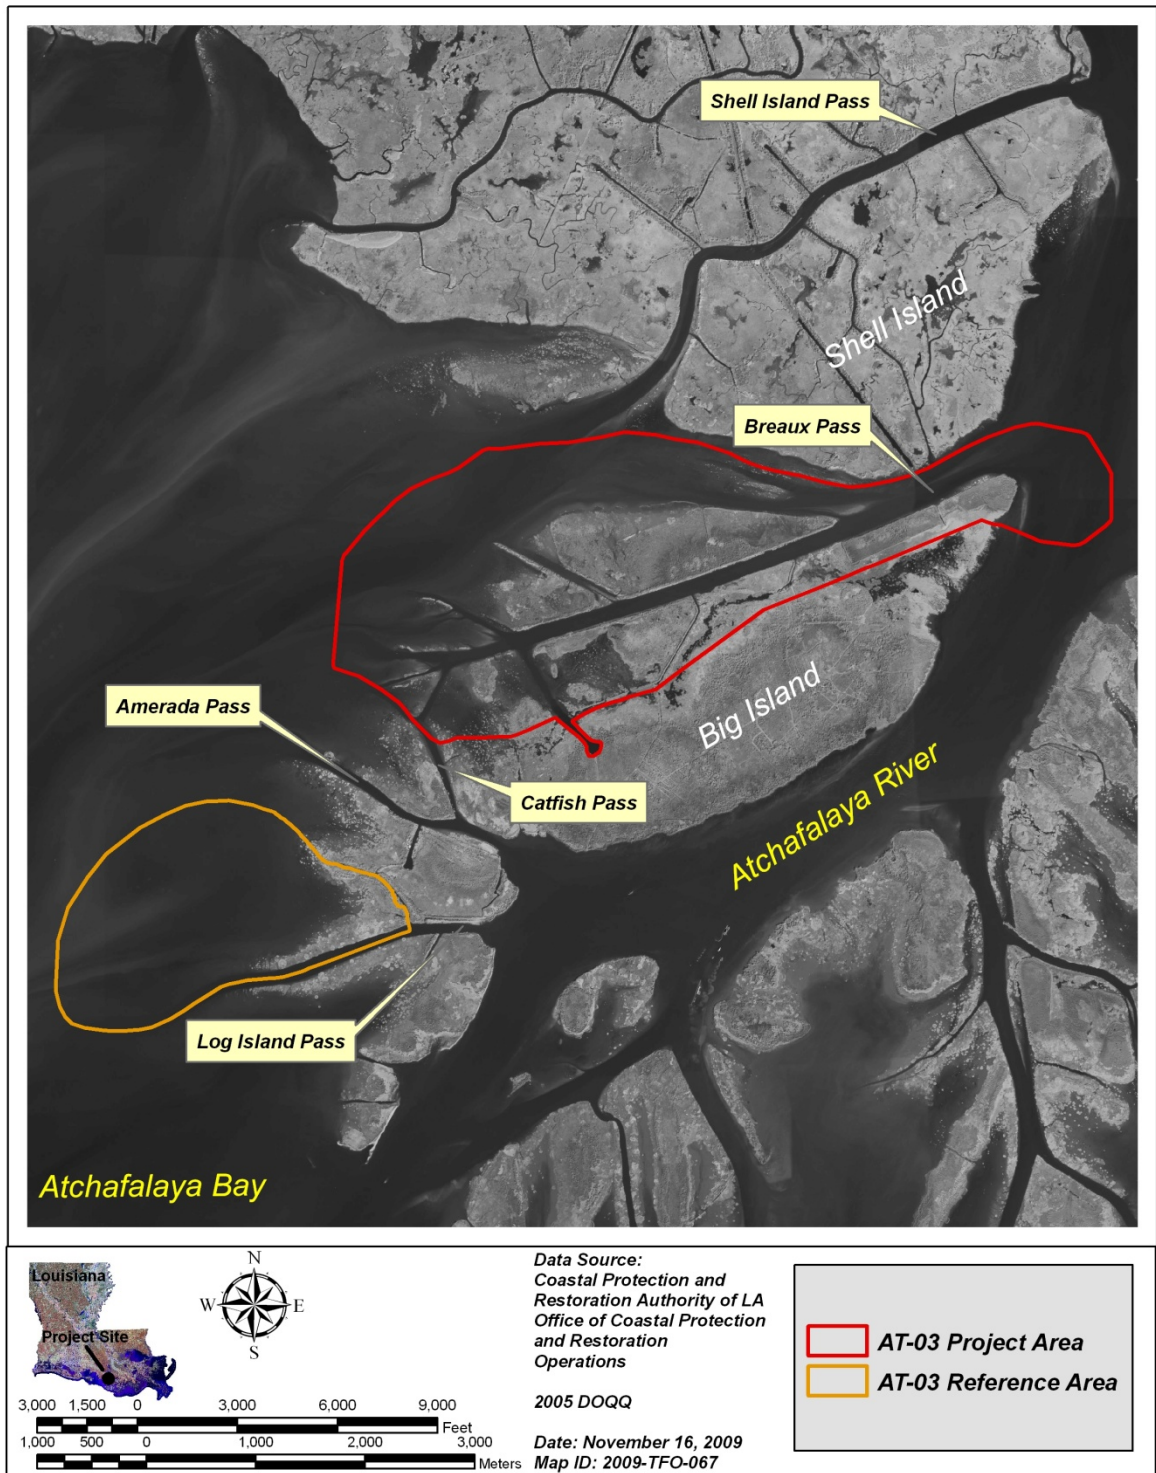 Shell Island Pass
Shell Island
Breaux Pass
Amerada Pass
Big Island
Catfish Pass
Atchafalaya River
Log Island Pass
Atchafalaya Bay
Louisiana
Project Site
N
W
E
S
3,000 1,500 0 3,000 6,000 9,000
Feet
1,000 500 0 1,000 2,000 3,000
Meters
Data Source:
Coastal Protection and
Restoration Authority of LA
Office of Coastal Protection
and Restoration
Operations
2005 DOQQ
Date: November 16, 2009
Map ID: 2009-TFO-067
AT-03 Project Area
AT-03 Reference Area